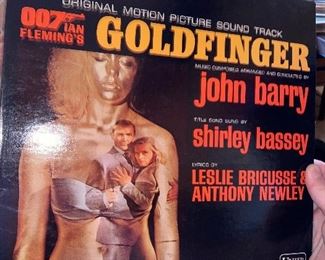 ORIGINAL MOTION PICTURE SOUND TRACK
007 IAN
FLEMING'S
GOLDFINGER
MUSIC COMPOSED ARRANGED AND CONDUCTED BY
john barry
TITLE SONG SUNG BY
shirley bassey
LYRICS BY
LESLIE BRICUSSE &
ANTHONY NEWLEY